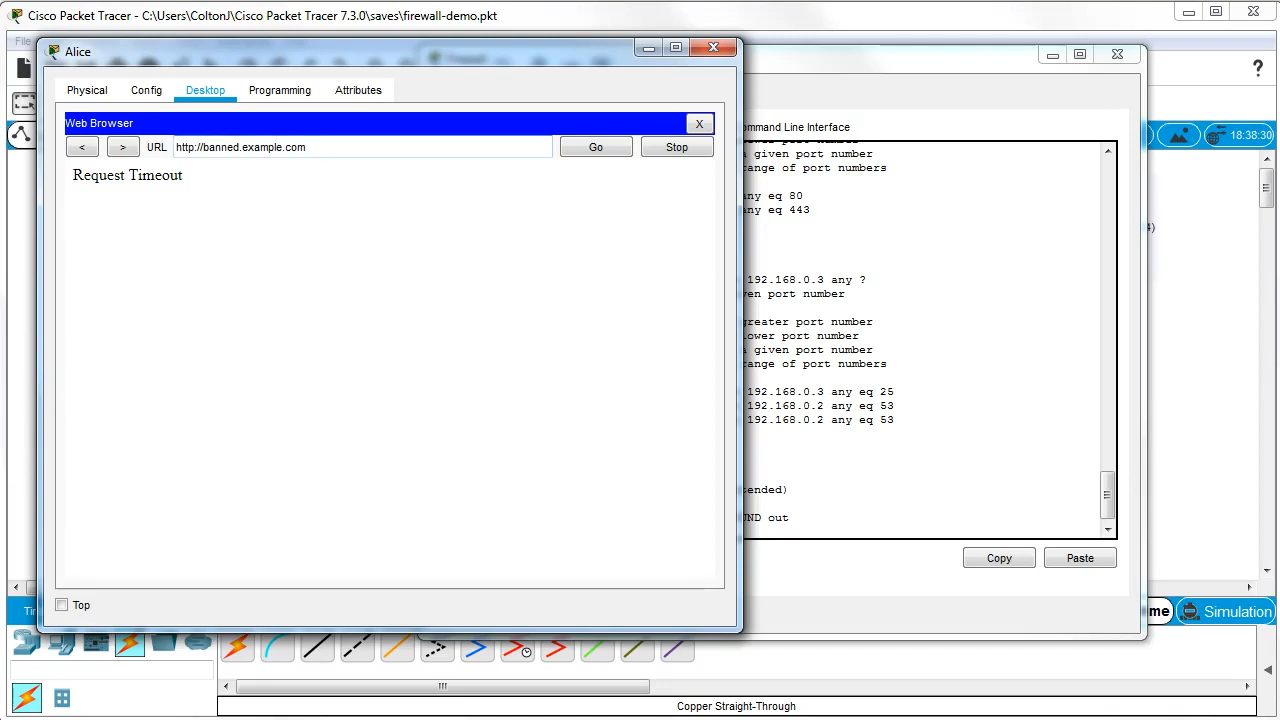 Cisco Packet Tracer - C:\Users\ColtonJ\Cisco Packet Tracer 7.3.0\saves\firewall-demo.pkt
File
Alice
Physical Config Desktop Programming Attributes
Web Browser
X
< > URL http://banned.example.com Go Stop
Request Timeout
Top
ommand Line Interface
a given port number
range of port numbers
any eq 80
any eq 443
192.168.0.3 any ?
ven port number
greater port number
lower port number
a given port number
range of port numbers
192.168.0.3 any eq 25
192.168.0.2 any eq 53
192.168.0.2 any eq 53
tended)
UND out
Copy Paste
?
18:38:30
4)
Tin
me
Simulation
Copper Straight-Through